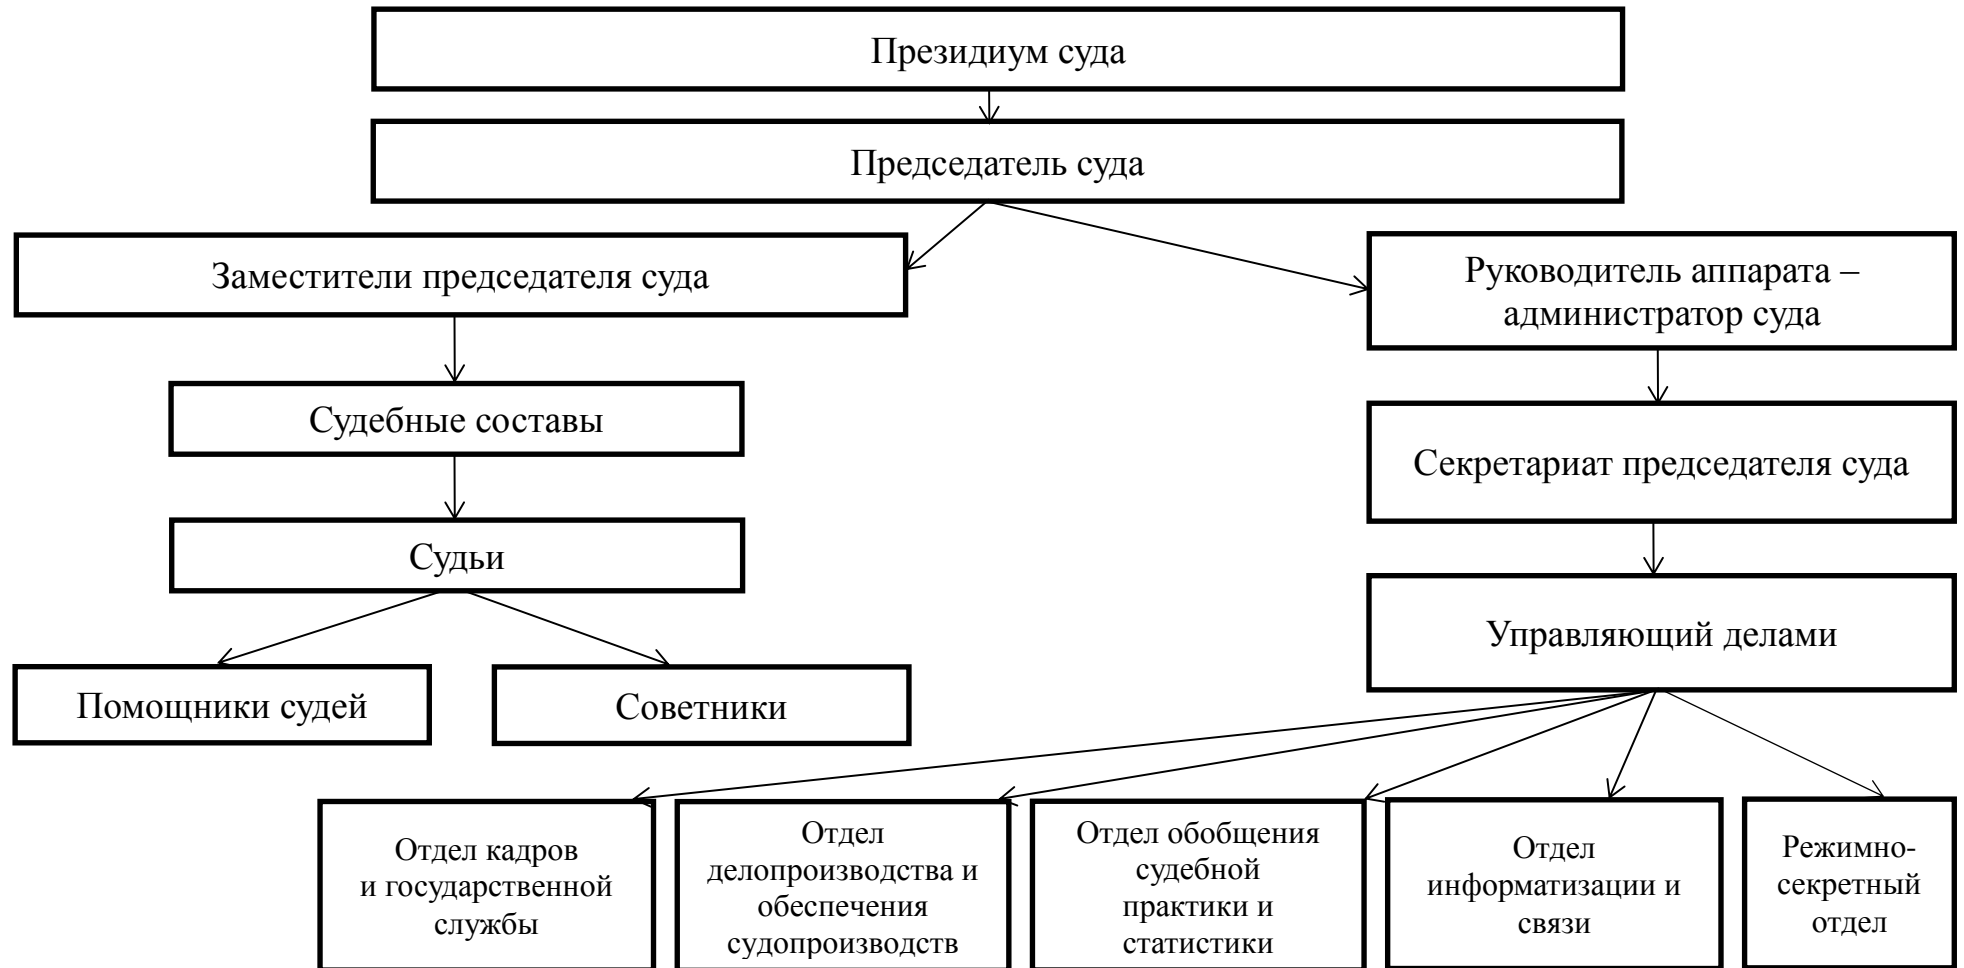 Президиум суда
Председатель суда
Заместители председателя суда
Руководитель аппарата –
администратор суда
Судебные составы
Секретариат председателя суда
Судьи
Управляющий делами
Помощники судей
Советники
Отдел кадров
и государственной
службы
Отдел
делопроизводства и
обеспечения
судопроизводств
Отдел обобщения
судебной
практики и
статистики
Отдел
информатизации и
связи
Режимно-
секретный
отдел